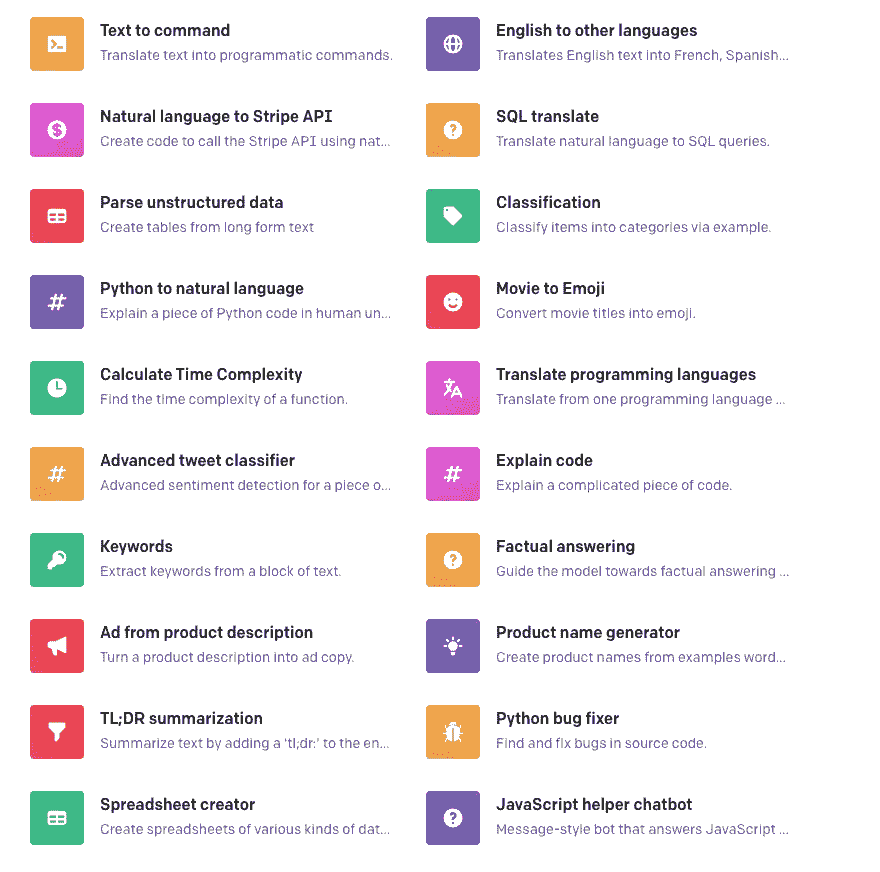 Text to command
Translate text into programmatic commands.
English to other languages
Translates English text into French, Spanish...
Natural language to Stripe API
Create code to call the Stripe API using nat...
SQL translate
Translate natural language to SQL queries.
Parse unstructured data
Create tables from long form text
Classification
Classify items into categories via example.
Python to natural language
Explain a piece of Python code in human un...
Movie to Emoji
Convert movie titles into emoji.
Calculate Time Complexity
Find the time complexity of a function.
Translate programming languages
Translate from one programming language ...
Advanced tweet classifier
Advanced sentiment detection for a piece o...
Explain code
Explain a complicated piece of code.
Keywords
Extract keywords from a block of text.
Factual answering
Guide the model towards factual answering ...
Ad from product description
Turn a product description into ad copy.
Product name generator
Create product names from examples word...
TL;DR summarization
Summarize text by adding a 'tl;dr:' to the en...
Python bug fixer
Find and fix bugs in source code.
Spreadsheet creator
Create spreadsheets of various kinds of dat...
JavaScript helper chatbot
Message-style bot that answers JavaScript ...